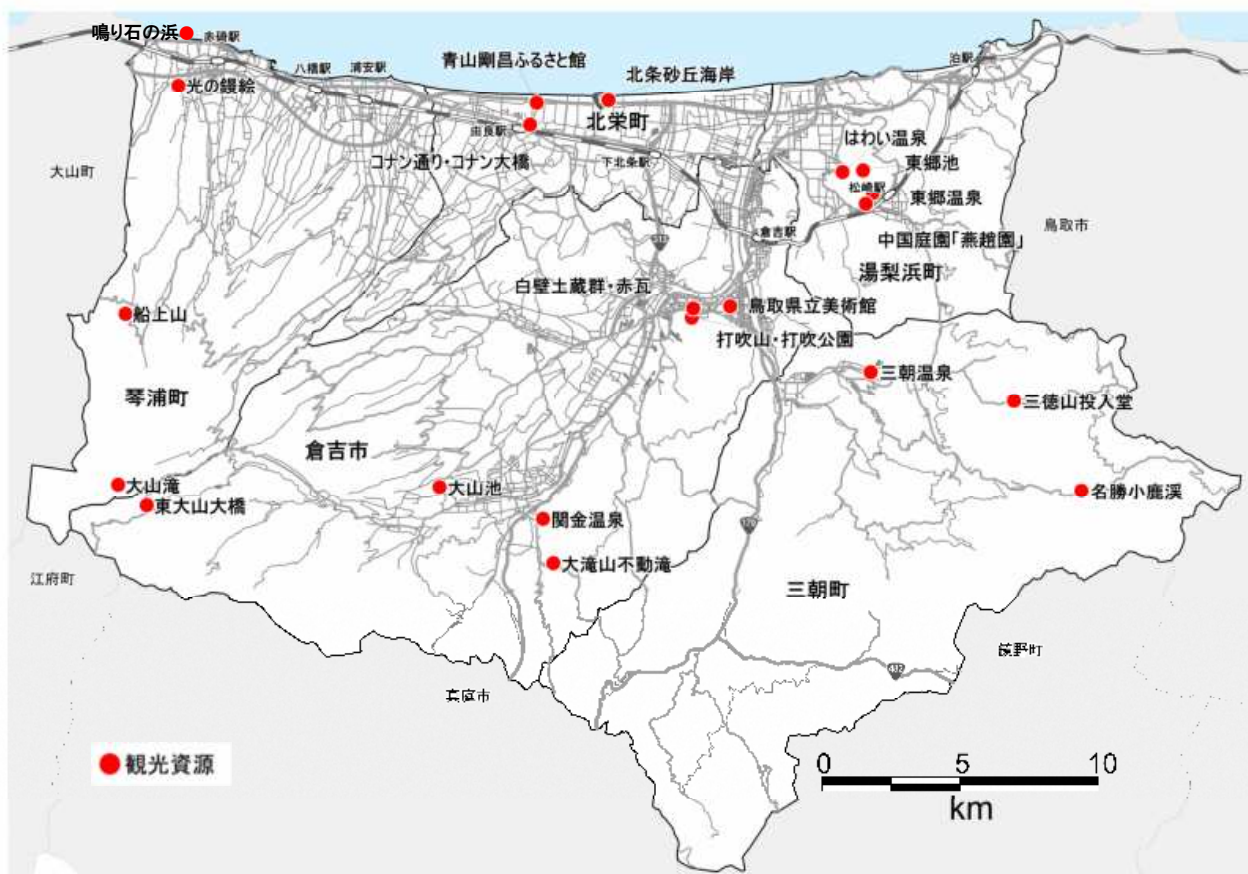 鳴り石の浜
赤碕駅
光の鏝絵
八橋駅
浦安駅
青山剛昌ふるさと館
北条砂丘海岸
泊駅
北栄町
由良駅
コナン通り・コナン大橋
下北条駅
はわい温泉
東郷池
松崎駅
東郷温泉
大山町
鳥取市
倉吉駅
中国庭園「燕趙園」
湯梨浜町
313
白壁土蔵群・赤瓦
鳥取県立美術館
打吹山・打吹公園
船上山
三朝温泉
琴浦町
三徳山投入堂
倉吉市
大山滝
大山池
名勝小鹿渓
東大山大橋
関金温泉
179
大滝山不動滝
江府町
三朝町
鏡野町
482
真庭市
観光資源
0 5 10
km